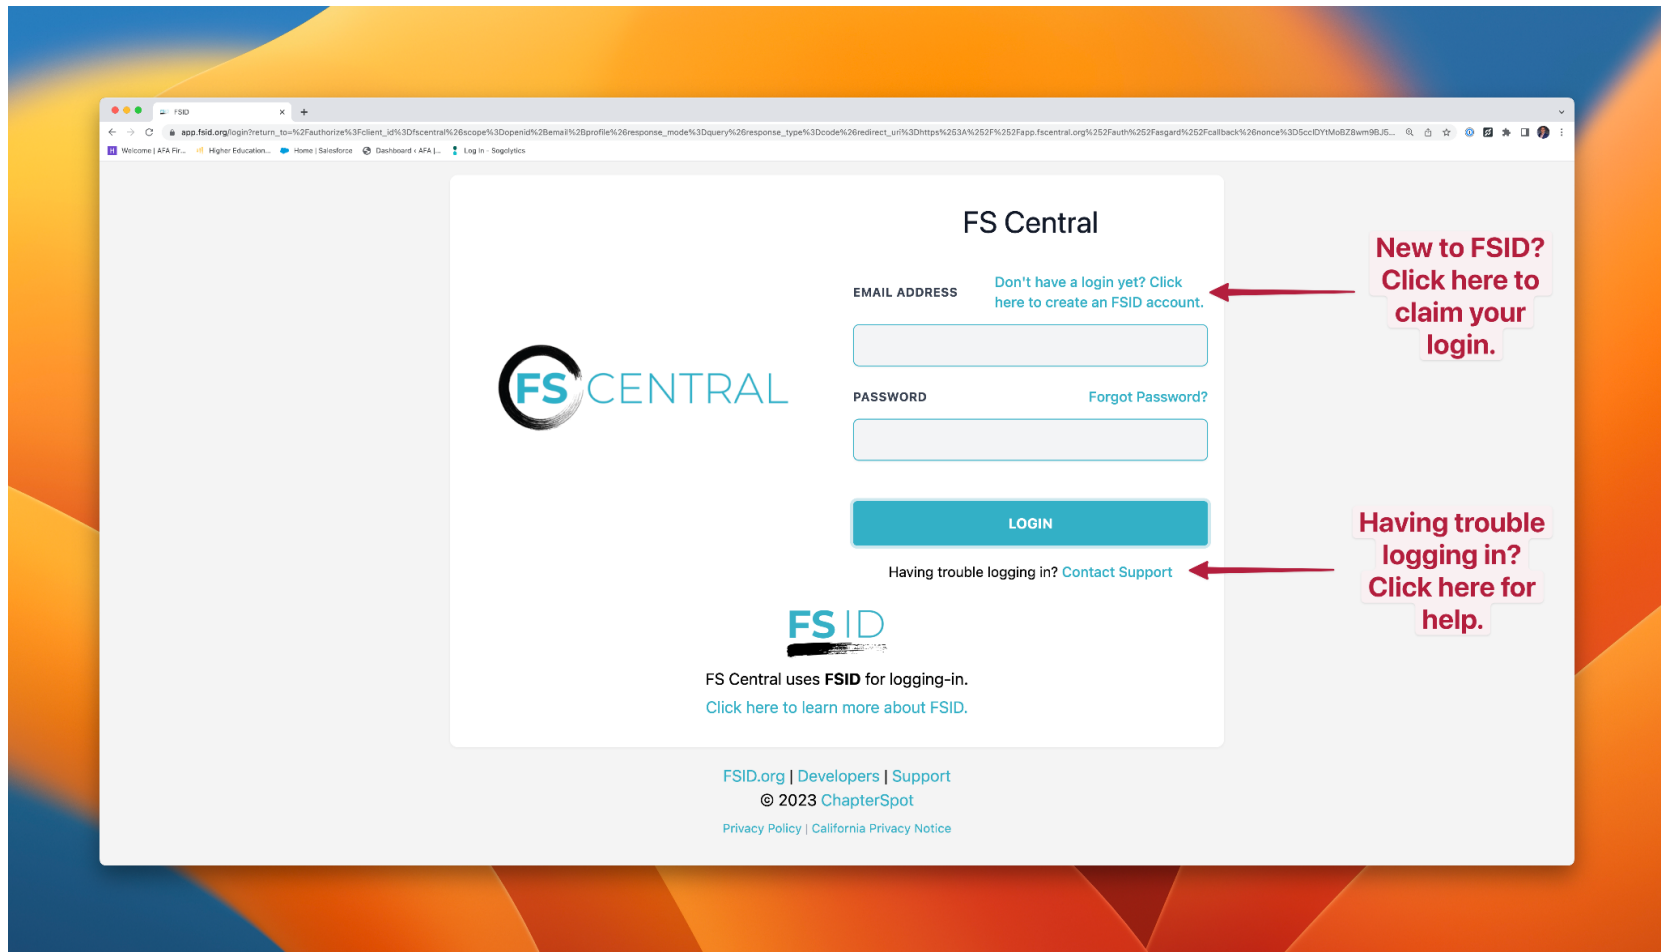 FSID
app.fsid.org/login?return_to=%2Fauthorize%3Fclient_id%3Dfscentral%26scope%3Dopenid%2Bemail%2Bprofile%26response_mode%3Dquery%26response_type%3Dcode%26redirect_uri%3Dhttps%253A%252F%252Fapp.fscentral.org%252Fauth%252Fasgard%252Fcallback%26nonce%3D5ccIDYtMoBZ8wm9BJ5...
Welcome | AFA Fir... Higher Education... Home | Salesforce Dashboard ‹ AFA |... Log In - Sogolytics
FS Central
EMAIL ADDRESS
Don't have a login yet? Click
here to create an FSID account.
New to FSID?
Click here to
claim your
login.
FS CENTRAL
PASSWORD
Forgot Password?
LOGIN
Having trouble logging in? Contact Support
Having trouble
logging in?
Click here for
help.
FS ID
FS Central uses FSID for logging-in.
Click here to learn more about FSID.
FSID.org | Developers | Support
© 2023 ChapterSpot
Privacy Policy | California Privacy Notice